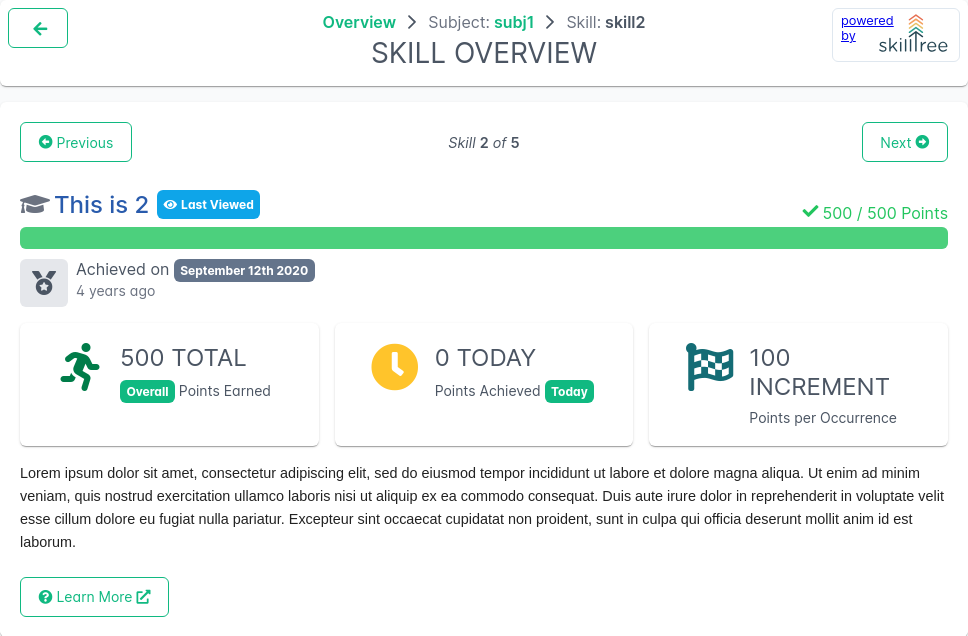 Overview > Subject: subj1 > Skill: skill2
SKILL OVERVIEW
powered
by
skilltree
Previous
Skill 2 of 5
Next
This is 2
Last Viewed
500 / 500 Points
Achieved on September 12th 2020
4 years ago
500 TOTAL
Overall Points Earned
0 TODAY
Points Achieved Today
100
INCREMENT
Points per Occurrence
Lorem ipsum dolor sit amet, consectetur adipiscing elit, sed do eiusmod tempor incididunt ut labore et dolore magna aliqua. Ut enim ad minim
veniam, quis nostrud exercitation ullamco laboris nisi ut aliquip ex ea commodo consequat. Duis aute irure dolor in reprehenderit in voluptate velit
esse cillum dolore eu fugiat nulla pariatur. Excepteur sint occaecat cupidatat non proident, sunt in culpa qui officia deserunt mollit anim id est
laborum.
Learn More